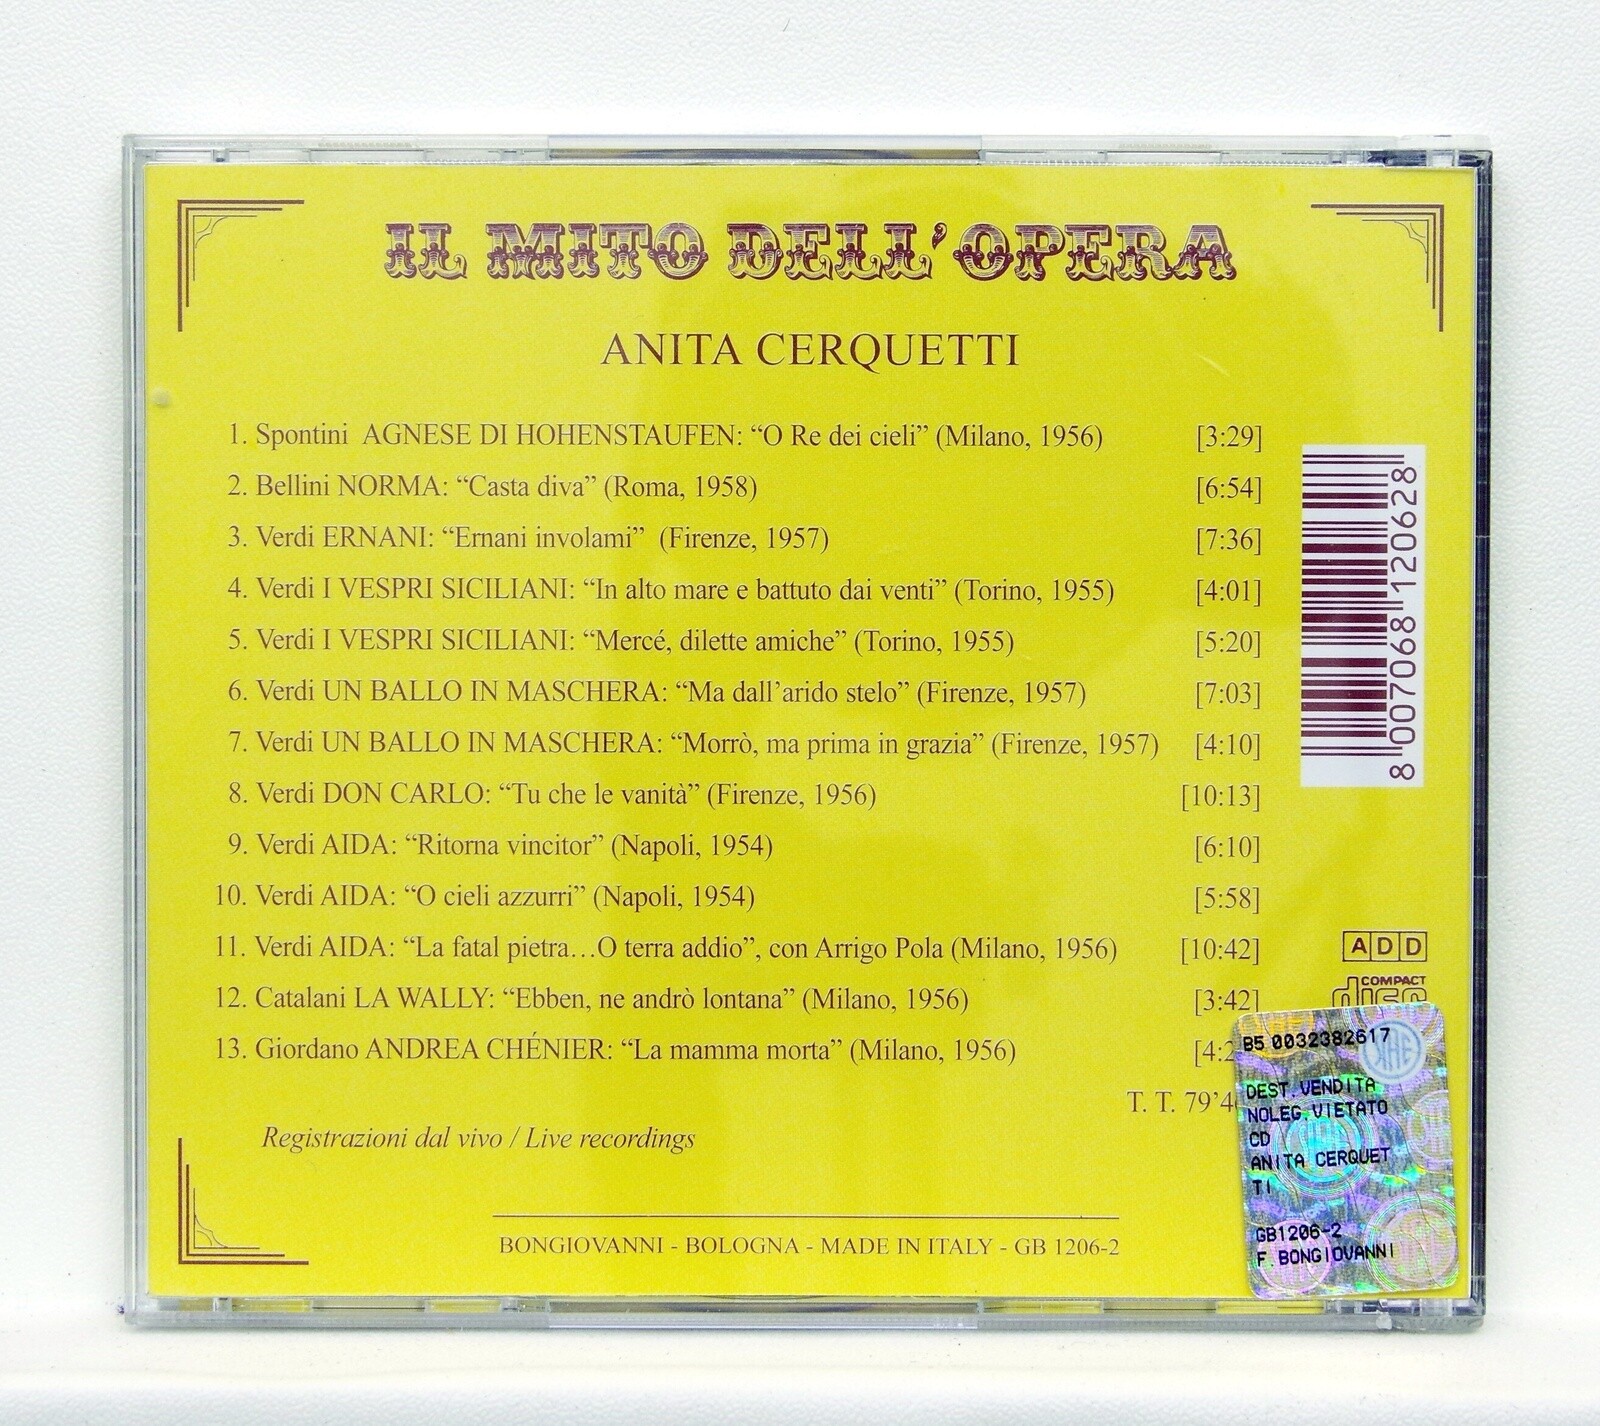 IL MITO DELL'OPERA
ANITA CERQUETTI
1. Spontini AGNESE DI HOHENSTAUFEN: “O Re dei cieli” (Milano, 1956) [3:29]
2. Bellini NORMA: “Casta diva” (Roma, 1958) [6:54]
3. Verdi ERNANI: “Ernani involami” (Firenze, 1957) [7:36]
4. Verdi I VESPRI SICILIANI: “In alto mare e battuto dai venti” (Torino, 1955) [4:01]
5. Verdi I VESPRI SICILIANI: “Mercé, dilette amiche” (Torino, 1955) [5:20]
6. Verdi UN BALLO IN MASCHERA: “Ma dall’arido stelo” (Firenze, 1957) [7:03]
7. Verdi UN BALLO IN MASCHERA: “Morrò, ma prima in grazia” (Firenze, 1957) [4:10]
8. Verdi DON CARLO: “Tu che le vanità” (Firenze, 1956) [10:13]
9. Verdi AIDA: “Ritorna vincitor” (Napoli, 1954) [6:10]
10. Verdi AIDA: “O cieli azzurri” (Napoli, 1954) [5:58]
11. Verdi AIDA: “La fatal pietra…O terra addio”, con Arrigo Pola (Milano, 1956) [10:42]
12. Catalani LA WALLY: “Ebben, ne andrò lontana” (Milano, 1956) [3:42]
13. Giordano ANDREA CHÉNIER: “La mamma morta” (Milano, 1956)
T. T.
Registrazioni dal vivo / Live recordings
BONGIOVANNI - BOLOGNA - MADE IN ITALY - GB 1206-2
8 007068 120628
ADD
COMPACT
disc
B5 0032382617
DEST.VENDITA
NOLEG.VIETATO
CD
ANITA CERQUET
TI
GB1206-2
F.BONGIOVANNI